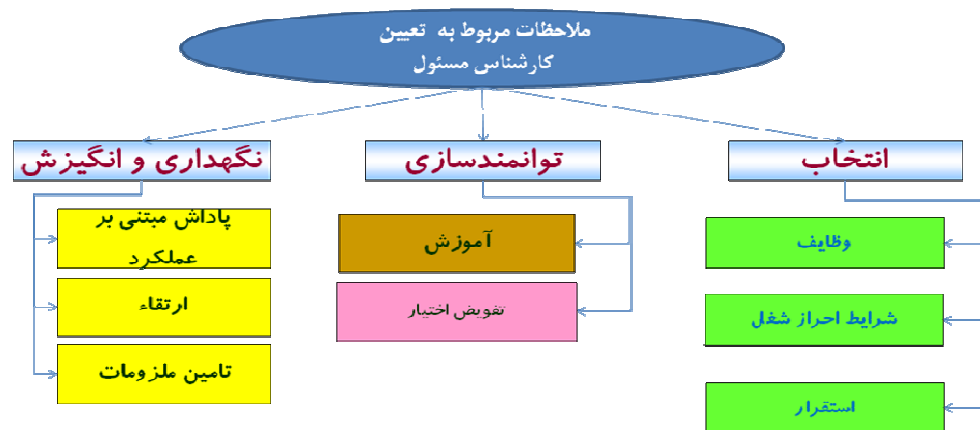 ملاحظات مربوط به تعیین
کارشناس مسئول
انتخاب
توانمندسازی
نگهداری و انگیزش
وظایف
شرایط احراز شغل
استقرار
آموزش
تفویض اختیار
پاداش مبتنی بر
عملکرد
ارتقاء
تامین ملزومات